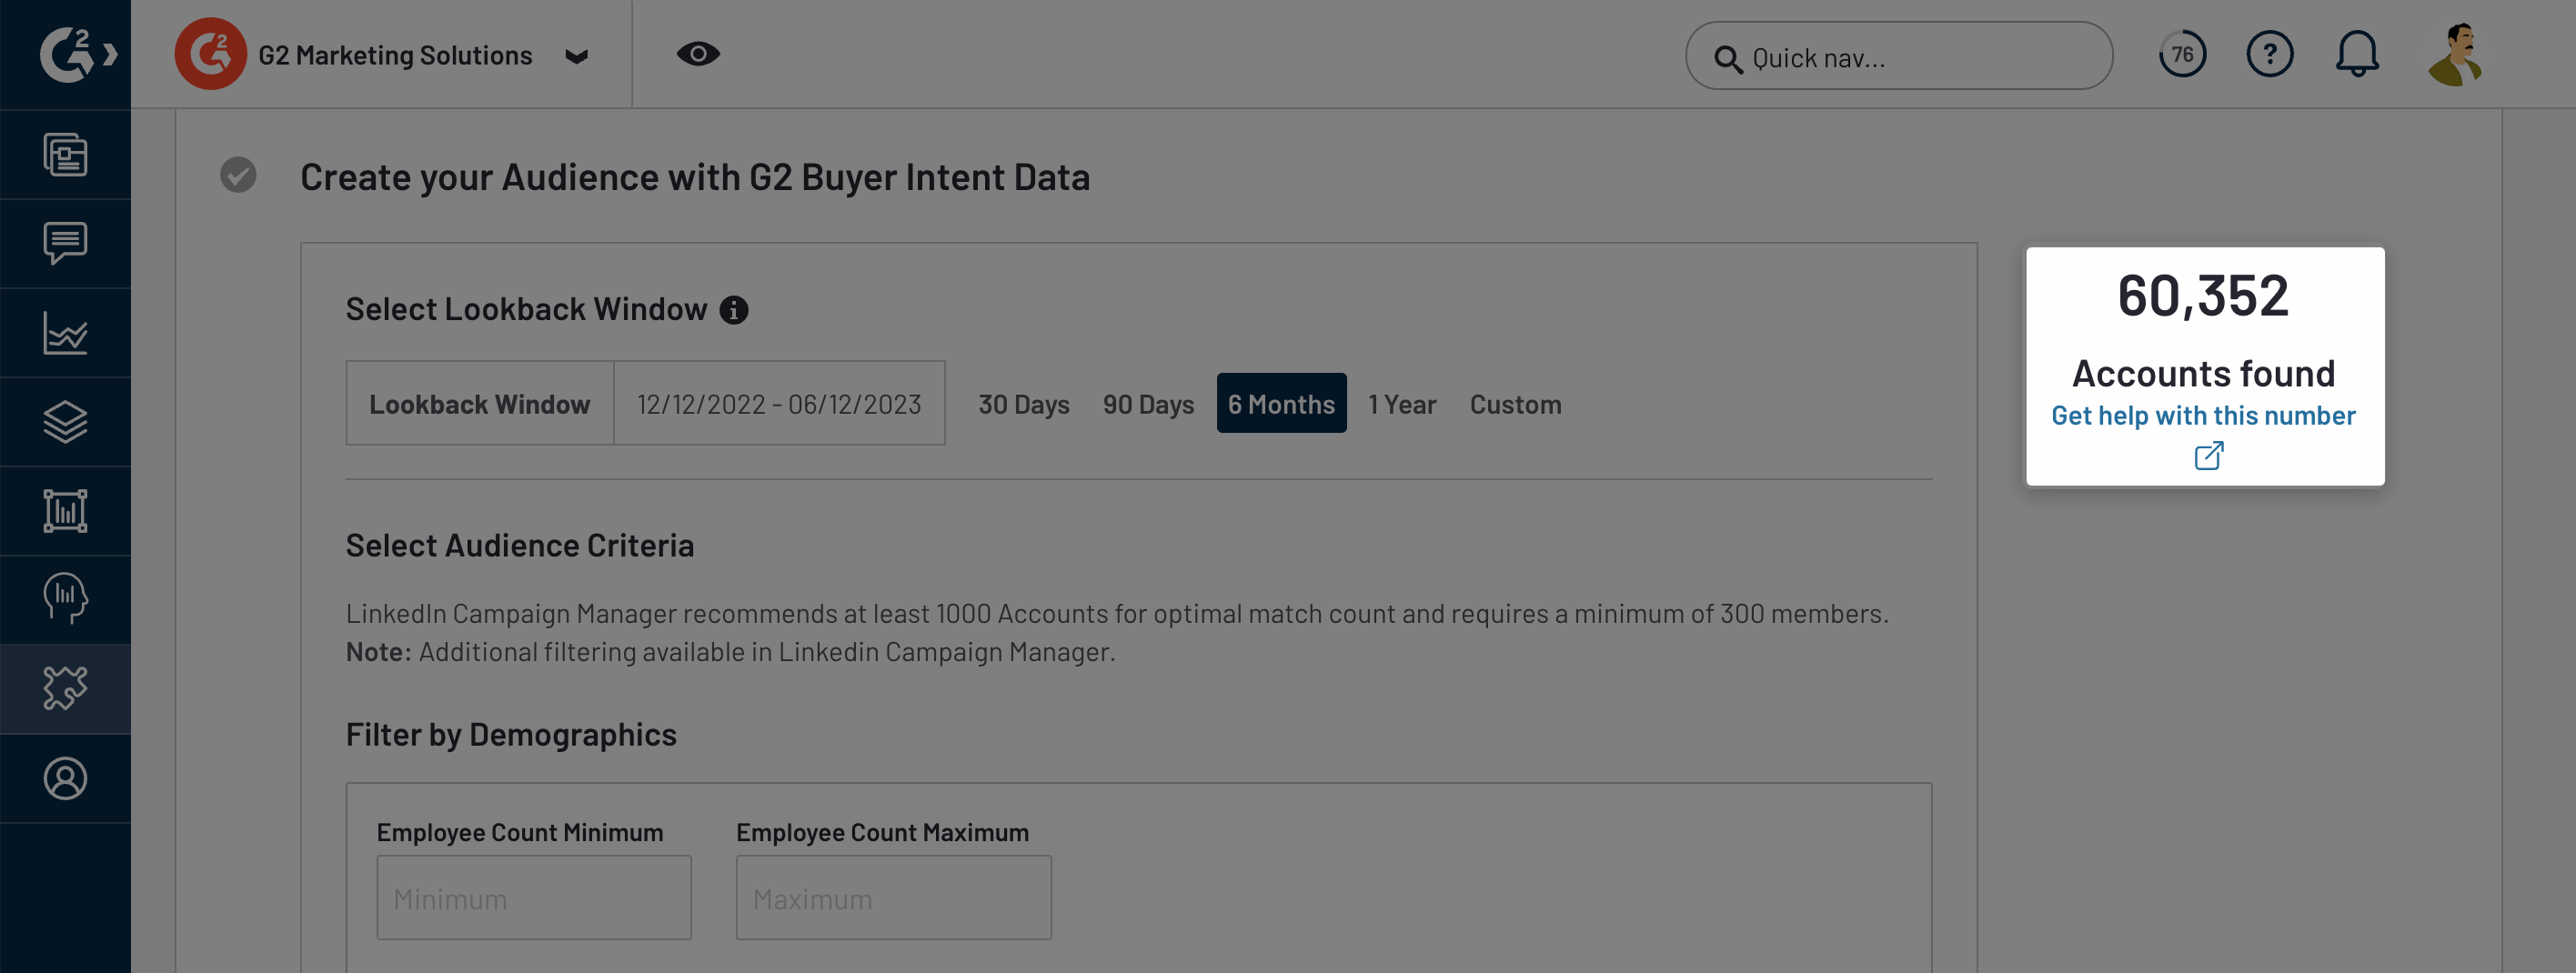 G2 Marketing Solutions
Quick nav...
76
?
Create your Audience with G2 Buyer Intent Data
Select Lookback Window
Lookback Window
12/12/2022 - 06/12/2023
30 Days
90 Days
6 Months
1 Year
Custom
60,352
Accounts found
Get help with this number
Select Audience Criteria
LinkedIn Campaign Manager recommends at least 1000 Accounts for optimal match count and requires a minimum of 300 members.
Note: Additional filtering available in Linkedin Campaign Manager.
Filter by Demographics
Employee Count Minimum
Employee Count Maximum
Minimum
Maximum